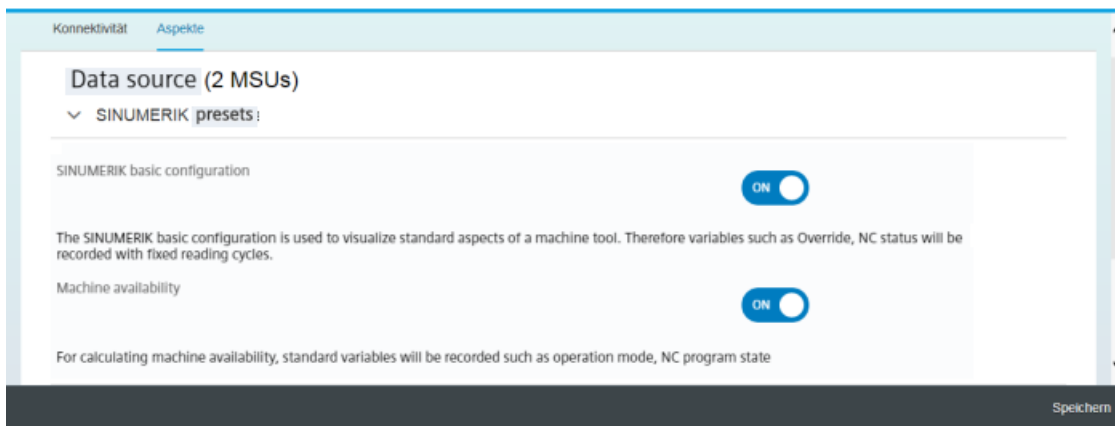 Konnektivität Aspekte
Data source (2 MSUs)
SINUMERIK presets:
SINUMERIK basic configuration
ON
The SINUMERIK basic configuration is used to visualize standard aspects of a machine tool. Therefore variables such as Override, NC status will be
recorded with fixed reading cycles.
Machine availability
ON
For calculating machine availability, standard variables will be recorded such as operation mode, NC program state
Speichern